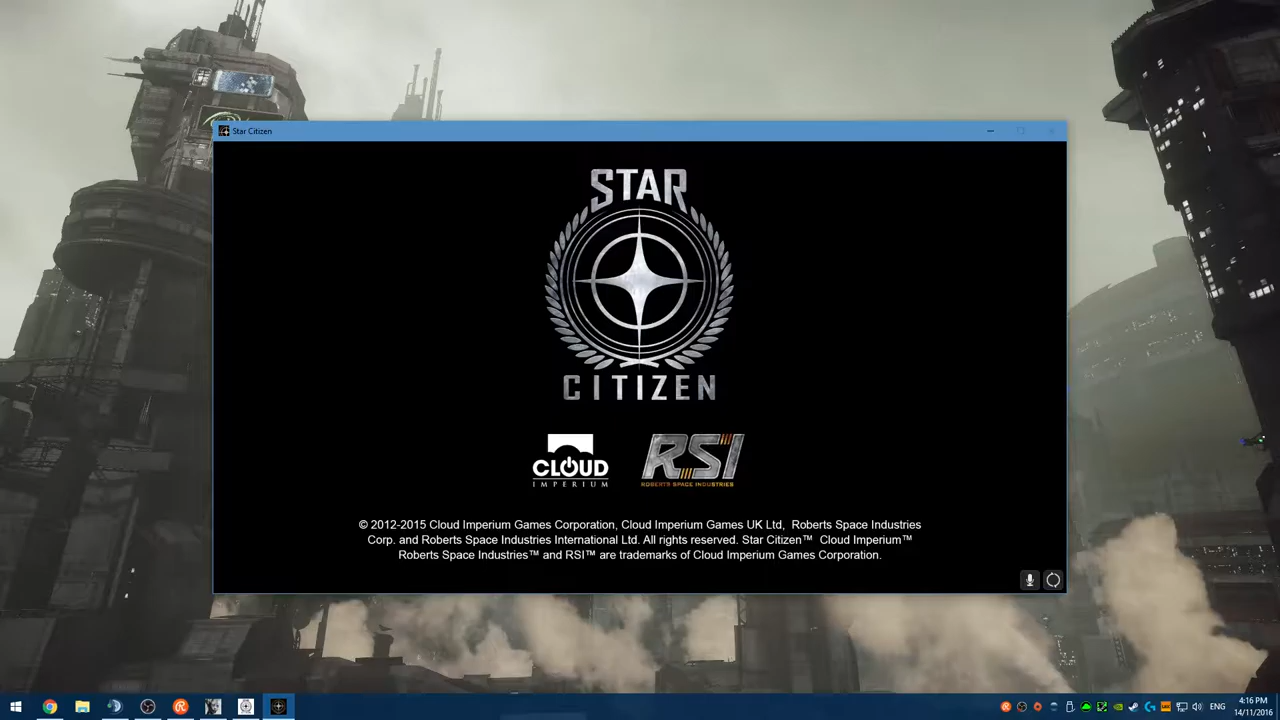 Star Citizen
STAR
CITIZEN
CLOUD
IMPERIUM
RSI
ROBERTS SPACE INDUSTRIES
© 2012-2015 Cloud Imperium Games Corporation, Cloud Imperium Games UK Ltd, Roberts Space Industries
Corp. and Roberts Space Industries International Ltd. All rights reserved. Star Citizen™ Cloud Imperium™
Roberts Space Industries™ and RSI™ are trademarks of Cloud Imperium Games Corporation.
ENG
4:16 PM
14/11/2016